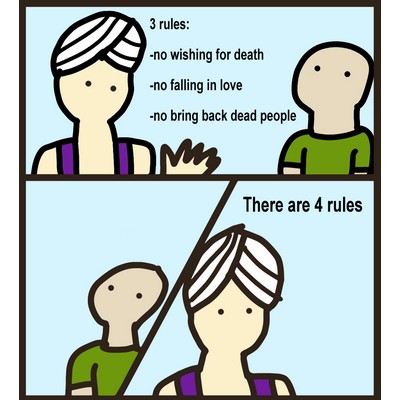 3 rules:
-no wishing for death
-no falling in love
-no bring back dead people
There are 4 rules